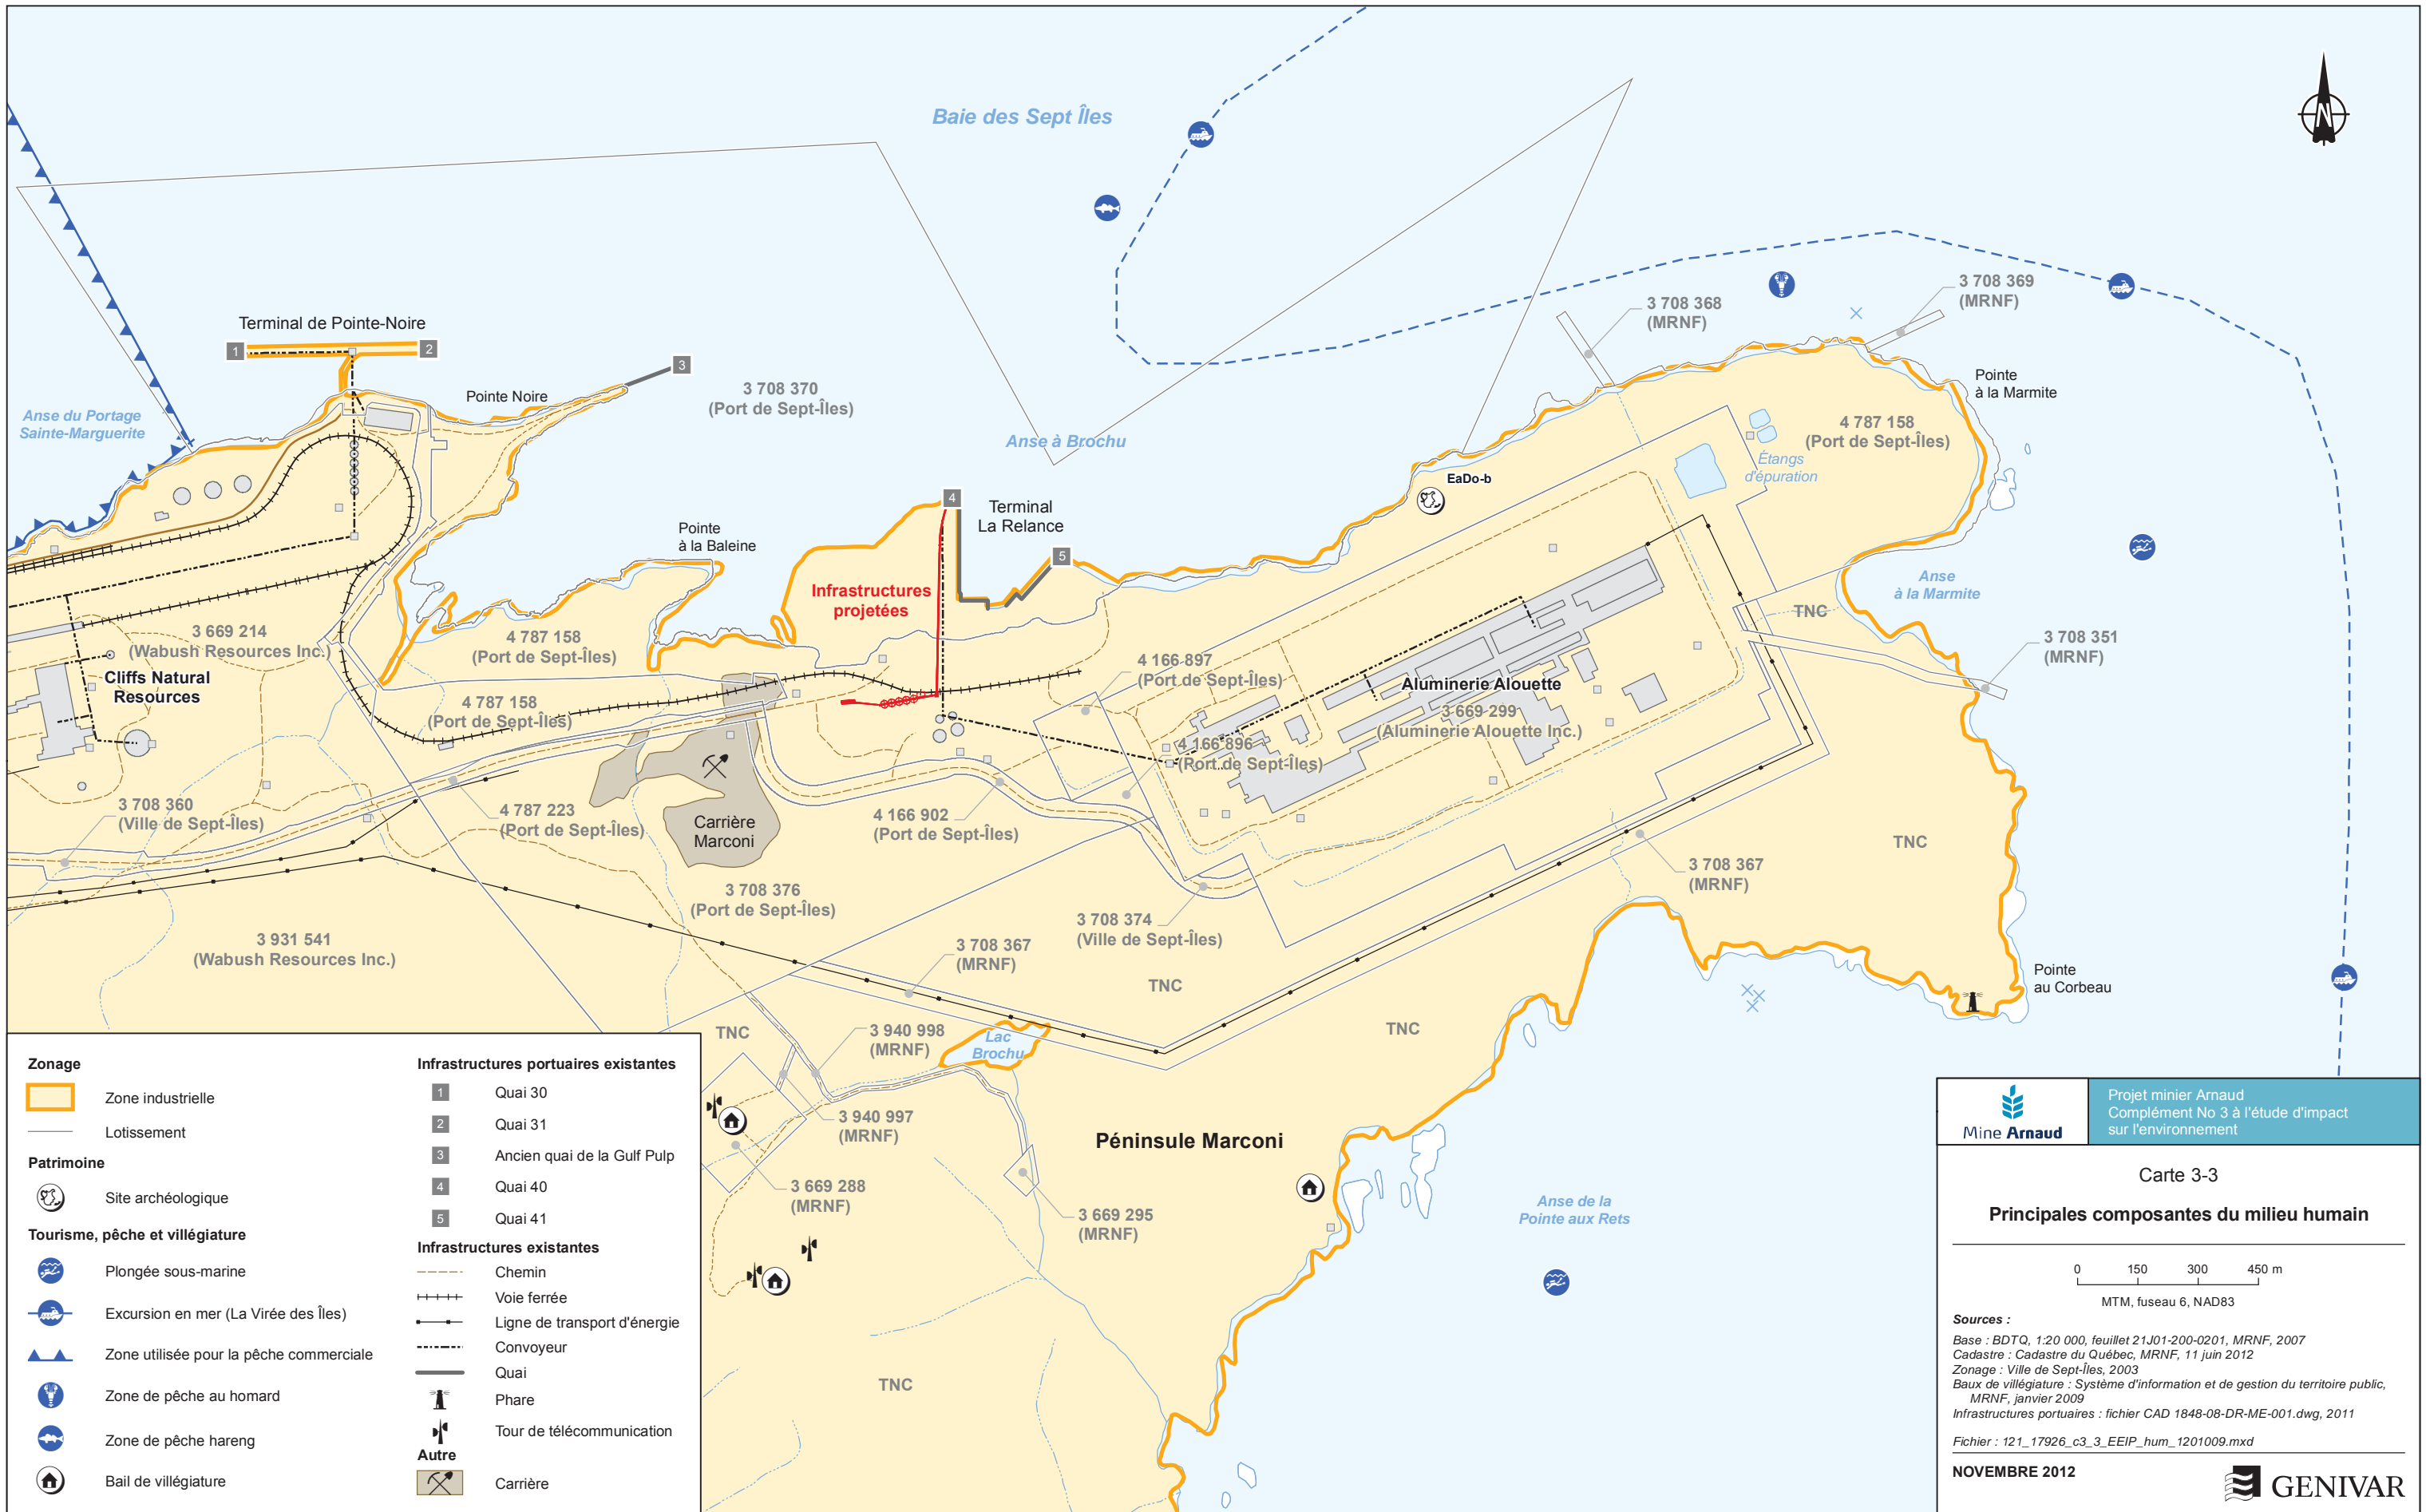 Baie des Sept Îles
N
3 708 369
(MRNF)
3 708 368
(MRNF)
Terminal de Pointe-Noire
1
2
3
Pointe Noire
3 708 370
(Port de Sept-Îles)
Pointe
à la Marmite
Anse du Portage
Sainte-Marguerite
Anse à Brochu
4 787 158
(Port de Sept-Îles)
Étangs
d'épuration
EaDo-b
4
Terminal
La Relance
5
Pointe
à la Baleine
Infrastructures
projetées
Anse
à la Marmite
TNC
3 708 351
(MRNF)
3 669 214
(Wabush Resources Inc.)
4 787 158
(Port de Sept-Îles)
4 166 897
(Port de Sept-Îles)
Cliffs Natural
Resources
Aluminerie Alouette
3 669 299
(Aluminerie Alouette Inc.)
4 787 158
(Port de Sept-Îles)
4 166 896
(Port de Sept-Îles)
3 708 360
(Ville de Sept-Îles)
4 787 223
(Port de Sept-Îles)
Carrière
Marconi
4 166 902
(Port de Sept-Îles)
TNC
3 708 367
(MRNF)
3 708 376
(Port de Sept-Îles)
3 708 374
(Ville de Sept-Îles)
3 931 541
(Wabush Resources Inc.)
3 708 367
(MRNF)
TNC
Pointe
au Corbeau
TNC
TNC
3 940 998
(MRNF)
Lac
Brochu
3 940 997
(MRNF)
Péninsule Marconi
3 669 288
(MRNF)
3 669 295
(MRNF)
Anse de la
Pointe aux Rets
TNC
Zonage
Zone industrielle
Lotissement
Patrimoine
Site archéologique
Tourisme, pêche et villégiature
Plongée sous-marine
Excursion en mer (La Virée des Îles)
Zone utilisée pour la pêche commerciale
Zone de pêche au homard
Zone de pêche hareng
Bail de villégiature
Infrastructures portuaires existantes
1 Quai 30
2 Quai 31
3 Ancien quai de la Gulf Pulp
4 Quai 40
5 Quai 41
Infrastructures existantes
Chemin
Voie ferrée
Ligne de transport d'énergie
Convoyeur
Quai
Phare
Tour de télécommunication
Autre
Carrière
Mine Arnaud
Projet minier Arnaud
Complément No 3 à l'étude d'impact
sur l'environnement
Carte 3-3
Principales composantes du milieu humain
0 150 300 450 m
MTM, fuseau 6, NAD83
Sources :
Base : BDTQ, 1:20 000, feuillet 21J01-200-0201, MRNF, 2007
Cadastre : Cadastre du Québec, MRNF, 11 juin 2012
Zonage : Ville de Sept-Îles, 2003
Baux de villégiature : Système d'information et de gestion du territoire public,
MRNF, janvier 2009
Infrastructures portuaires : fichier CAD 1848-08-DR-ME-001.dwg, 2011
Fichier : 121_17926_c3_3_EEIP_hum_1201009.mxd
NOVEMBRE 2012
GENIVAR